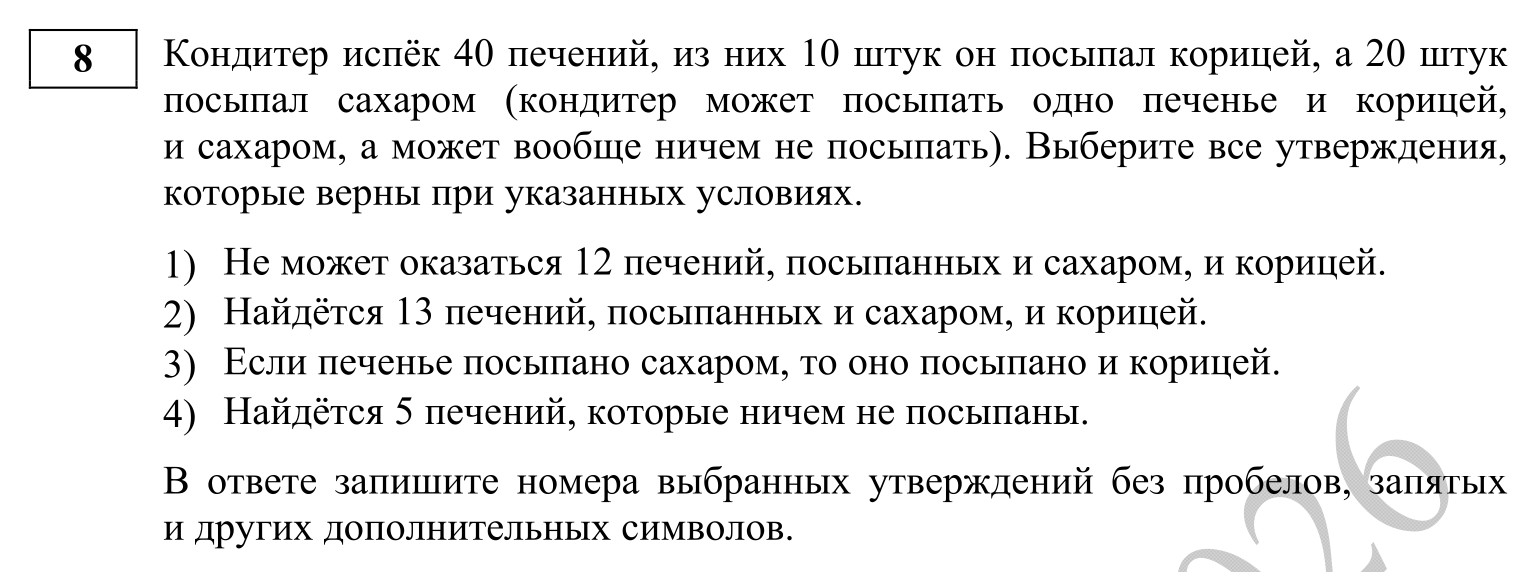 8
Кондитер испёк 40 печений, из них 10 штук он посыпал корицей, а 20 штук
посыпал сахаром (кондитер может посыпать одно печенье и корицей,
и сахаром, а может вообще ничем не посыпать). Выберите все утверждения,
которые верны при указанных условиях.
1) Не может оказаться 12 печений, посыпанных и сахаром, и корицей.
2) Найдётся 13 печений, посыпанных и сахаром, и корицей.
3) Если печенье посыпано сахаром, то оно посыпано и корицей.
4) Найдётся 5 печений, которые ничем не посыпаны.
В ответе запишите номера выбранных утверждений без пробелов, запятых
и других дополнительных символов.